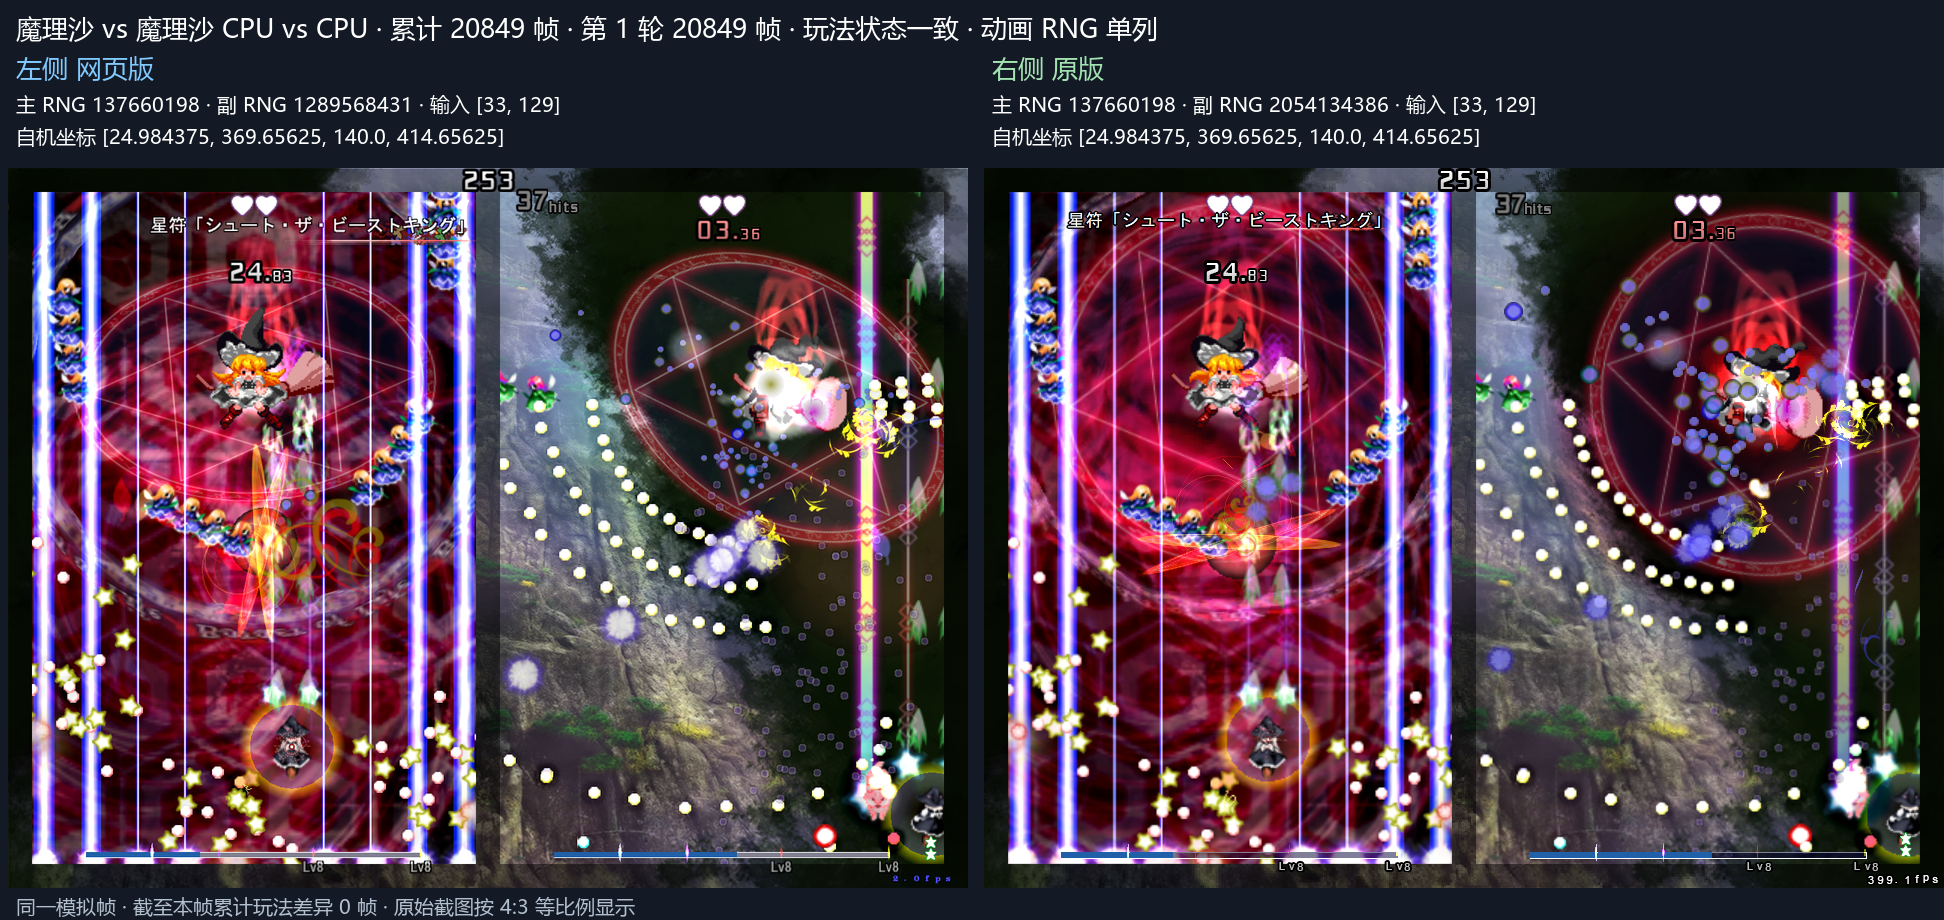 魔理沙 vs 魔理沙 CPU vs CPU · 累计 20849 帧 · 第 1 轮 20849 帧 · 玩法状态一致 · 动画 RNG 单列
左侧 网页版
主 RNG 137660198 · 副 RNG 1289568431 · 输入 [33, 129]
自机坐标 [24.984375, 369.65625, 140.0, 414.65625]
右侧 原版
主 RNG 137660198 · 副 RNG 2054134386 · 输入 [33, 129]
自机坐标 [24.984375, 369.65625, 140.0, 414.65625]
253
37hits
星符「シュート・ザ・ビーストキング」
03.36
24.83
Lv8
Lv8
Lv8
Lv8
2.0fps
253
37hits
星符「シュート・ザ・ビーストキング」
03.36
24.83
Lv8
Lv8
Lv8
Lv8
399.1fps
同一模拟帧 · 截至本帧累计玩法差异 0 帧 · 原始截图按 4:3 等比例显示